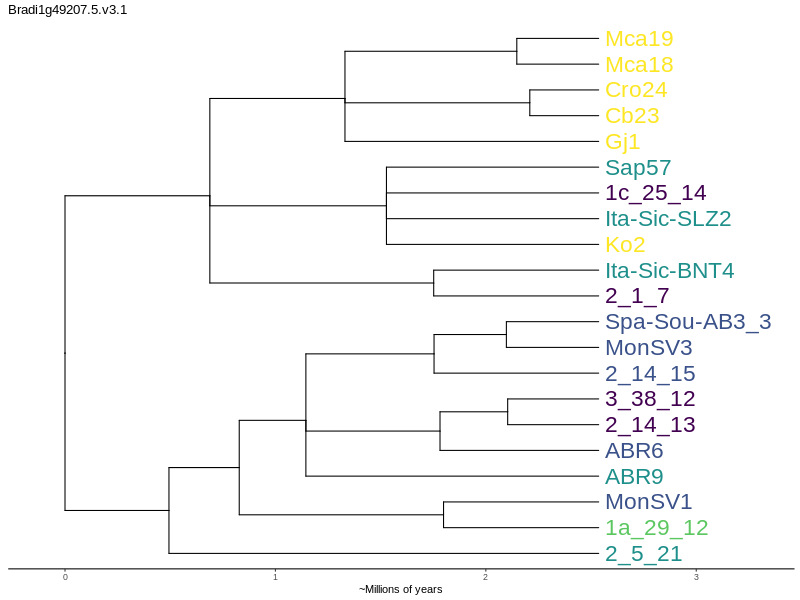 Bradi1g49207.5.v3.1
Mca19
Mca18
Cro24
Cb23
Gj1
Sap57
1c_25_14
Ita-Sic-SLZ2
Ko2
Ita-Sic-BNT4
2_1_7
Spa-Sou-AB3_3
MonSV3
2_14_15
3_38_12
2_14_13
ABR6
ABR9
MonSV1
1a_29_12
2_5_21
0 1 2 3
~Millions of years